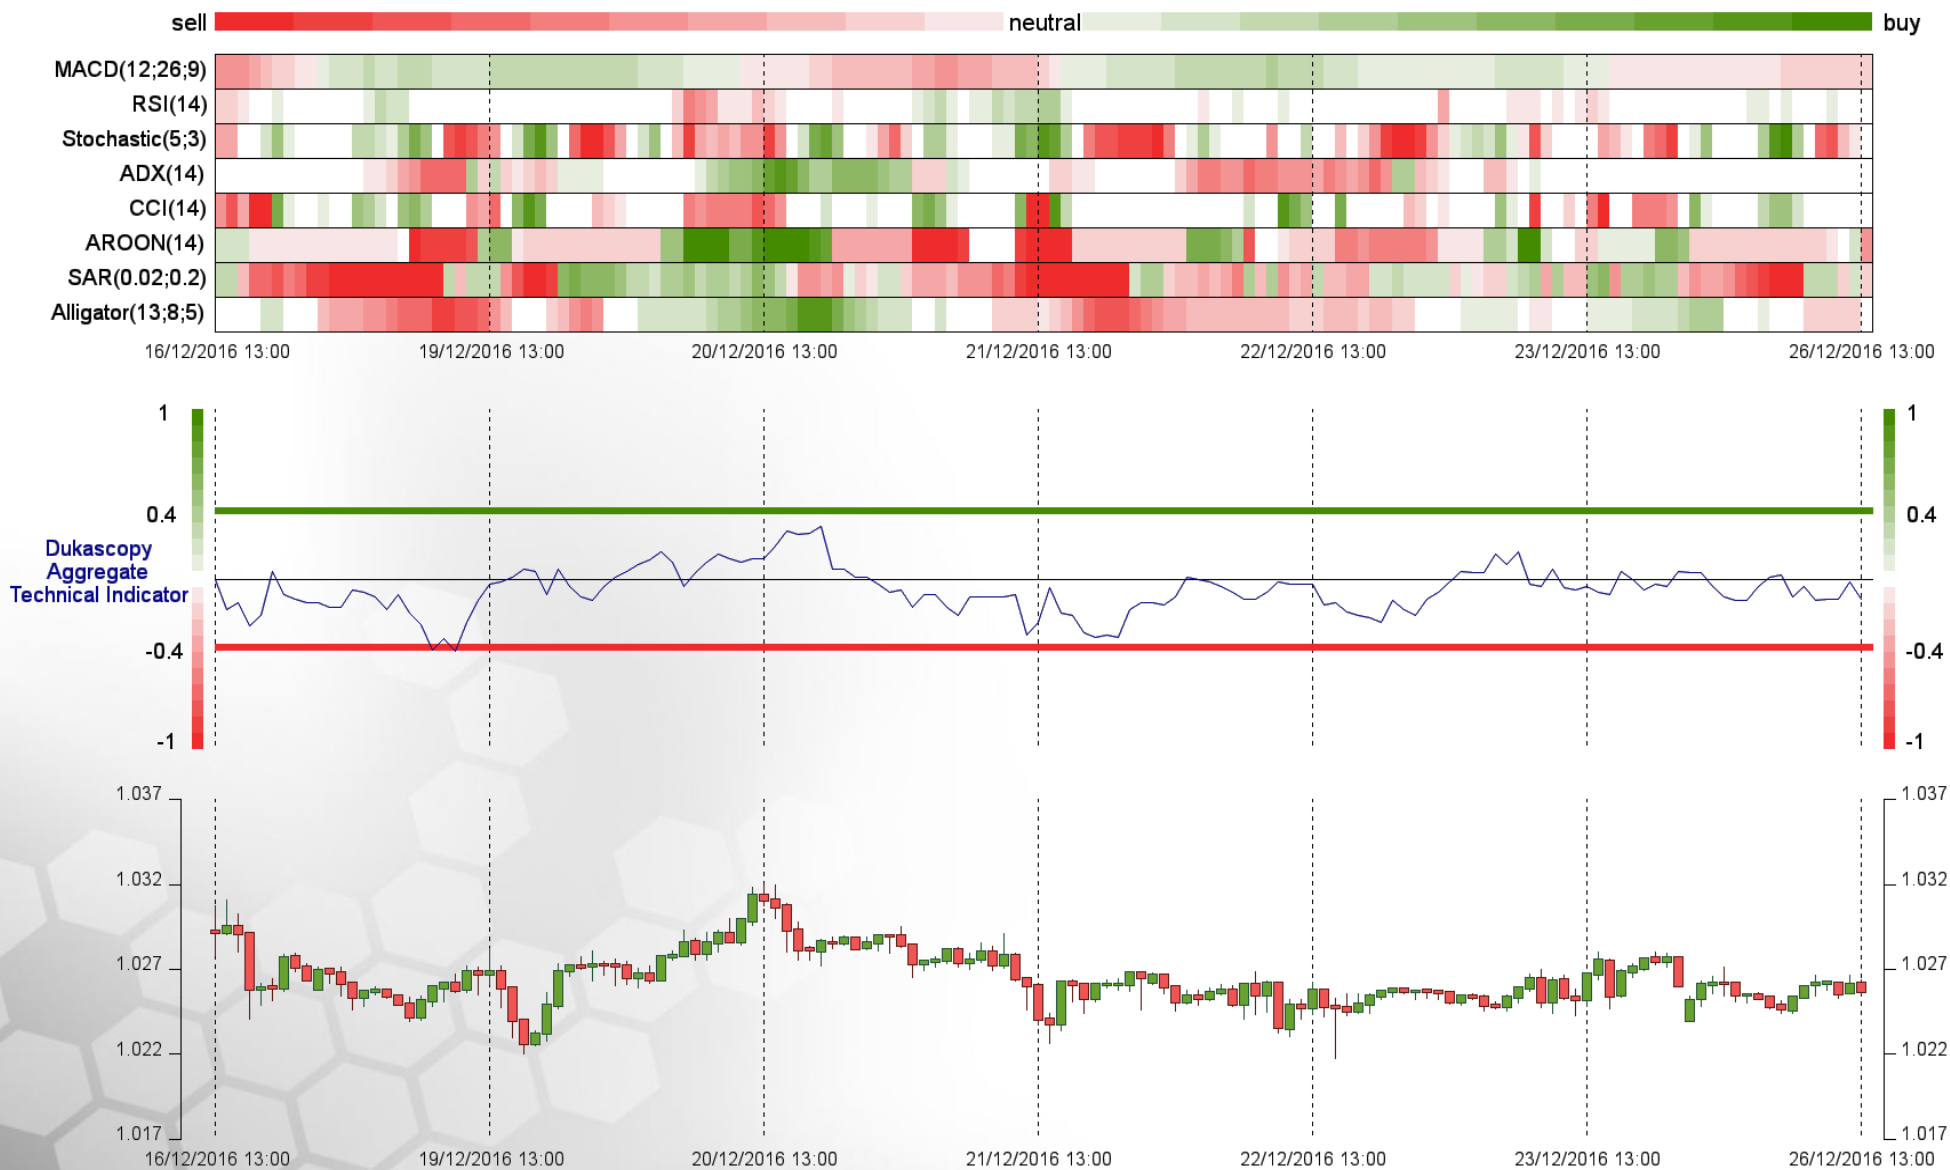 sell neutral buy
MACD(12;26;9)
RSI(14)
Stochastic(5;3)
ADX(14)
CCI(14)
AROON(14)
SAR(0.02;0.2)
Alligator(13;8;5)
16/12/2016 13:00 19/12/2016 13:00 20/12/2016 13:00 21/12/2016 13:00 22/12/2016 13:00 23/12/2016 13:00 26/12/2016 13:00
1 1
0.4 0.4
Dukascopy
Aggregate
Technical Indicator
-0.4 -0.4
-1 -1
1.037 1.037
1.032 1.032
1.027 1.027
1.022 1.022
1.017 1.017
16/12/2016 13:00 19/12/2016 13:00 20/12/2016 13:00 21/12/2016 13:00 22/12/2016 13:00 23/12/2016 13:00 26/12/2016 13:00